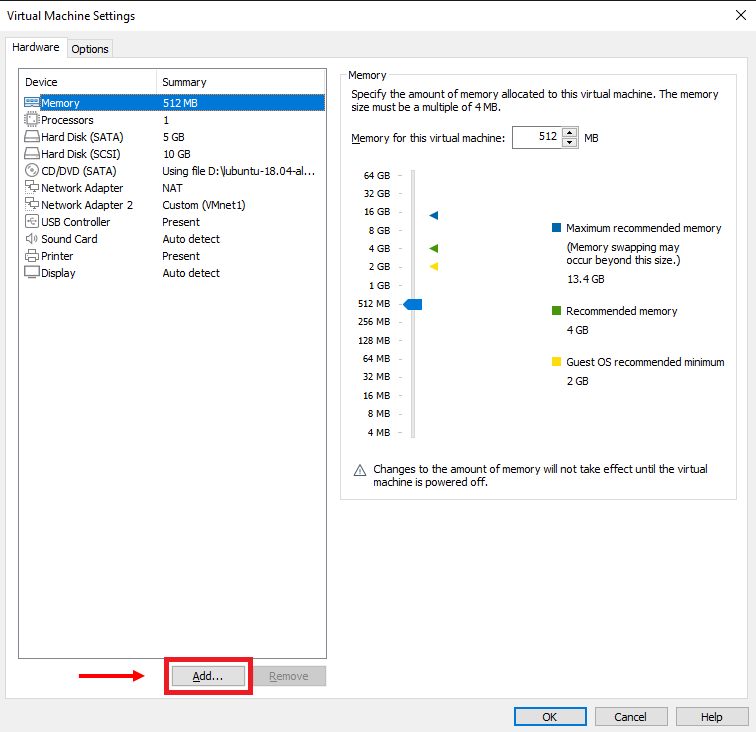 Virtual Machine Settings
Hardware Options
Device Summary
Memory 512 MB
Processors 1
Hard Disk (SATA) 5 GB
Hard Disk (SCSI) 10 GB
CD/DVD (SATA) Using file D:\lubuntu-18.04-al...
Network Adapter NAT
Network Adapter 2 Custom (VMnet1)
USB Controller Present
Sound Card Auto detect
Printer Present
Display Auto detect
Add... Remove
Memory
Specify the amount of memory allocated to this virtual machine. The memory
size must be a multiple of 4 MB.
Memory for this virtual machine: 512 MB
64 GB
32 GB
16 GB
8 GB
4 GB
2 GB
1 GB
512 MB
256 MB
128 MB
64 MB
32 MB
16 MB
8 MB
4 MB
Maximum recommended memory
(Memory swapping may
occur beyond this size.)
13.4 GB
Recommended memory
4 GB
Guest OS recommended minimum
2 GB
Changes to the amount of memory will not take effect until the virtual
machine is powered off.
OK Cancel Help